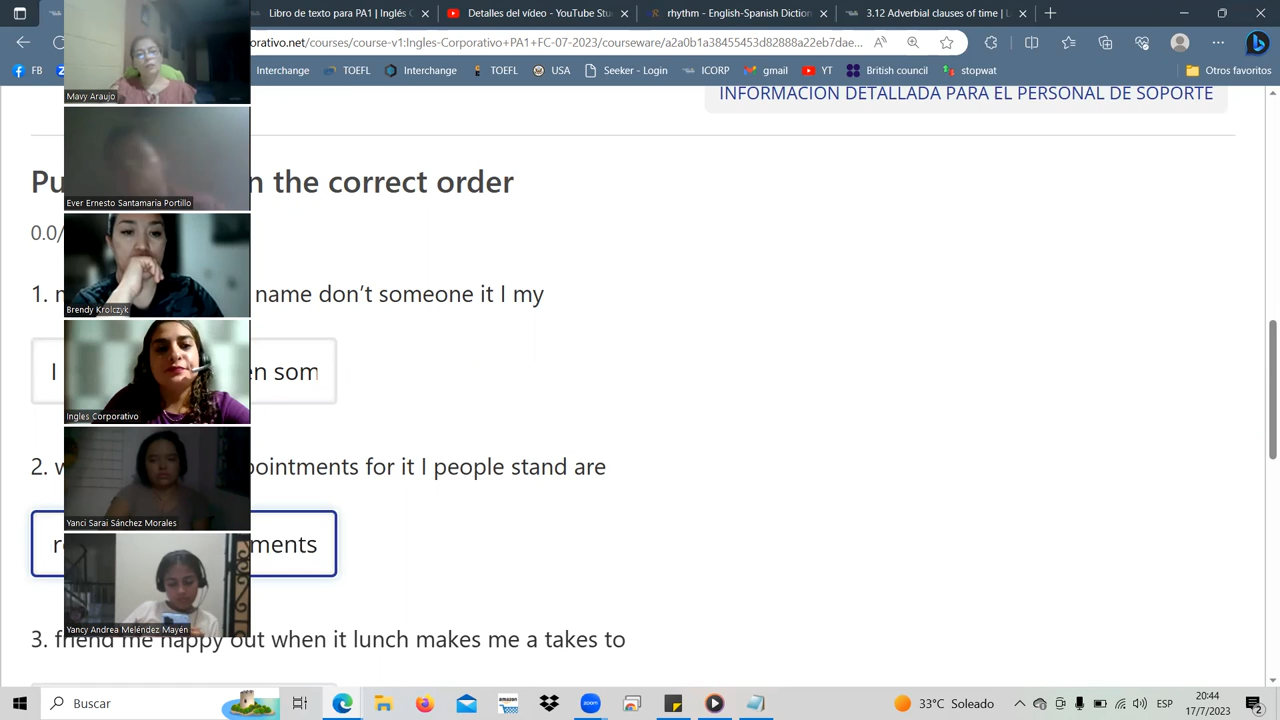 Libro de texto PA1 | Inglés C
Detalles del vídeo - YouTube Stu
rhythm - English-Spanish Diction
3.12 Adverbial clauses of time | L
orativo.net/courses/course-v1:Ingles-Corporativo+PA1+FC-07-2023/courseware/a2a0b1a38455453d82888a22eb7dae...
FB
Interchange
TOEFL
Interchange
TOEFL
USA
Seeker - Login
ICORP
gmail
YT
British council
stopwat
Otros favoritos
INFORMACIÓN DETALLADA PARA EL PERSONAL DE SOPORTE
Mavy Araujo
Pu
n the correct order
Ever Ernesto Santamaria Portillo
0.0/
1.
name don't someone it I my
Brendy Krolczyk
I
en som
Ingles Corporativo
2. w
pointments for it I people stand are
Yanci Sarai Sánchez Morales
ments
Yancy Andrea Meléndez Mayén
3. friend me happy out when it lunch makes me a takes to
Buscar
33°C Soleado
ESP
20:44
17/7/2023
2